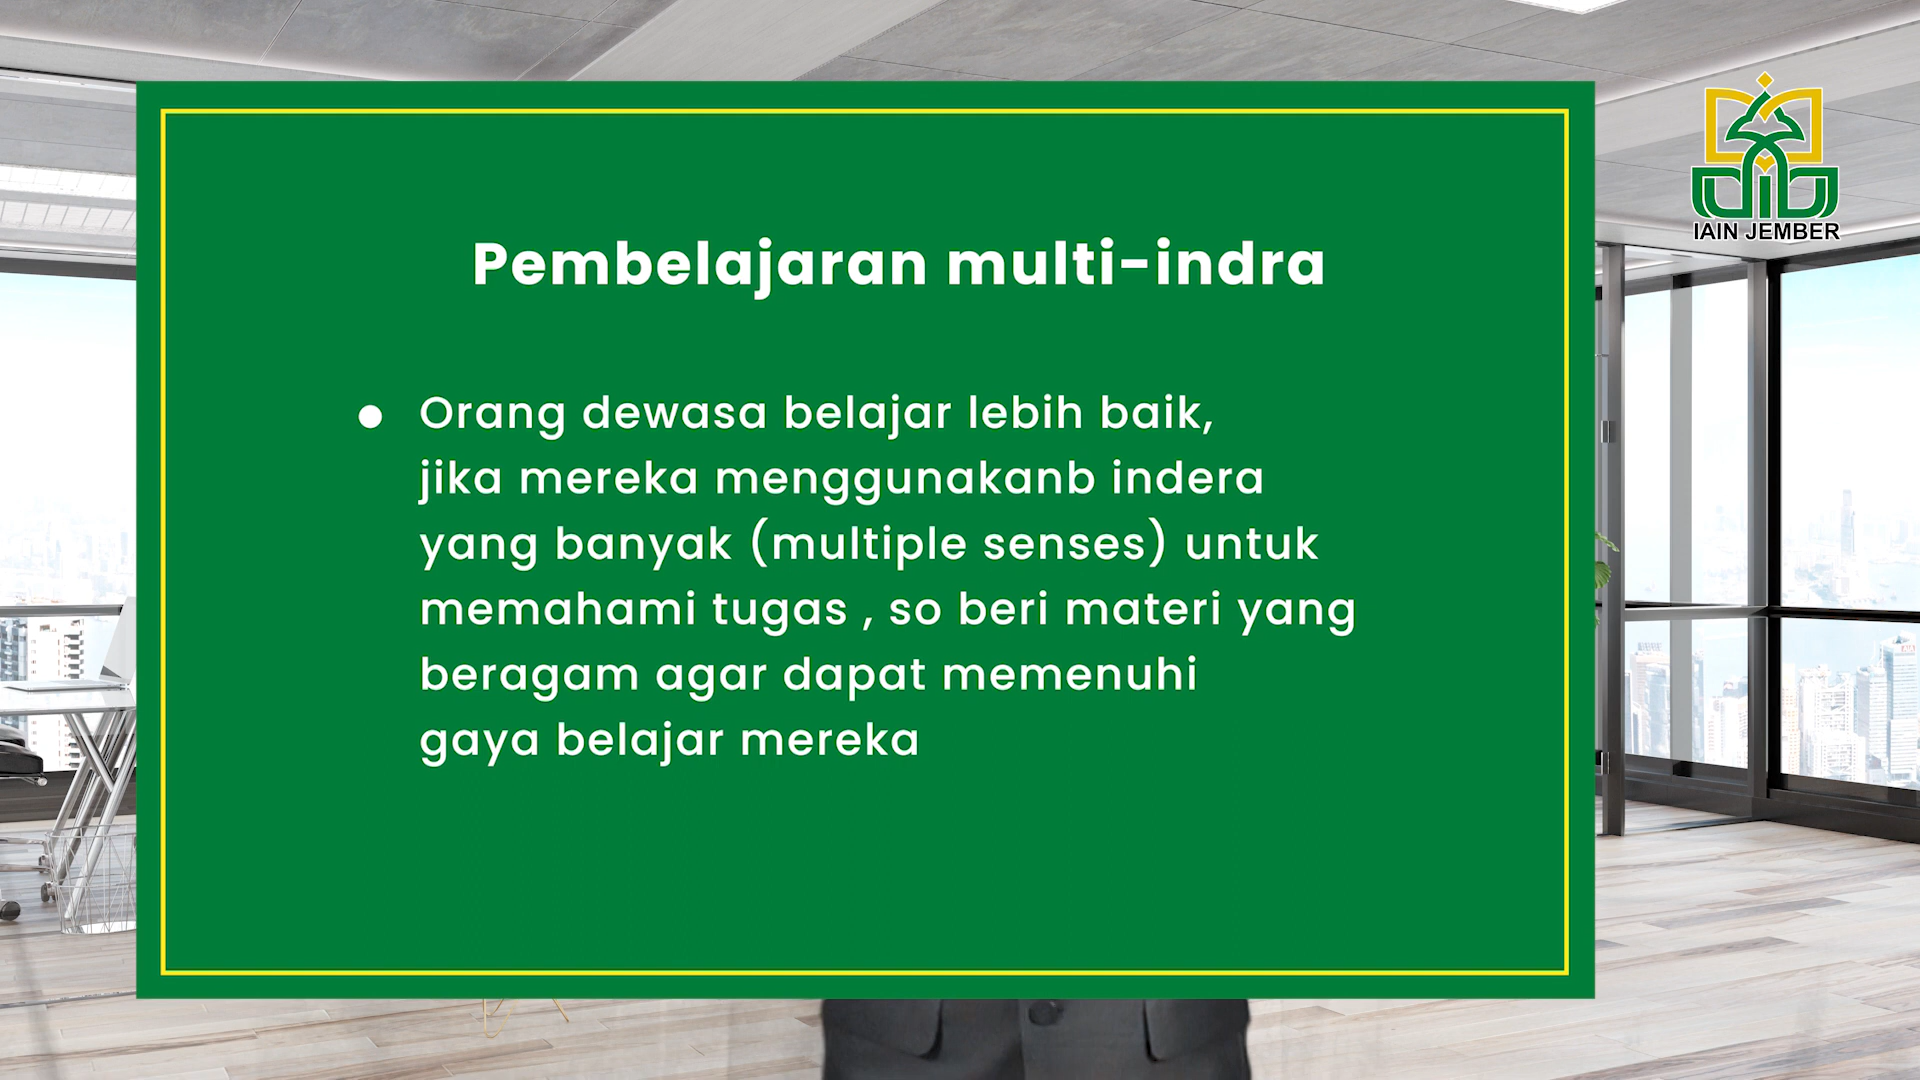 Pembelajaran multi-indra
● Orang dewasa belajar lebih baik,
jika mereka menggunakanb indera
yang banyak (multiple senses) untuk
memahami tugas , so beri materi yang
beragam agar dapat memenuhi
gaya belajar mereka
IAIN JEMBER